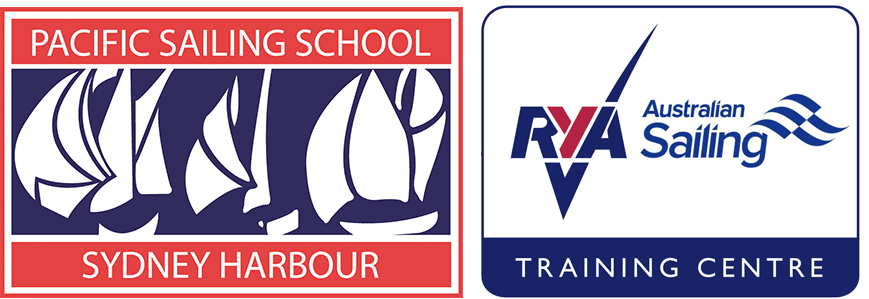 PACIFIC SAILING SCHOOL
SYDNEY HARBOUR
RYA
Australian
Sailing
TRAINING CENTRE